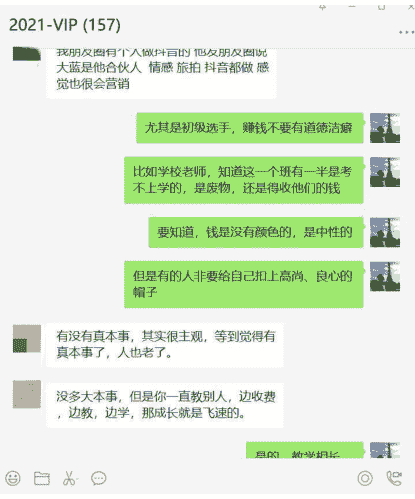 2021-VIP (157)
我朋友圈有个人做抖音的 他发朋友圈说
大蓝是他合伙人 情感 旅拍 抖音都做 感
觉也很会营销
尤其是初级选手，赚钱不要有道德洁癖
比如学校老师，知道这一个班有一半是考
不上学的，是废物，还是得收他们的钱
要知道，钱是没有颜色的，是中性的
但是有的人非要给自己扣上高尚、良心的
帽子
有没有真本事，其实很主观，等到觉得有
真本事了，人也老了。
没多大本事，但是你一直教别人，边收费
，边教，边学，那成长就是飞速的。
是的，教学相长